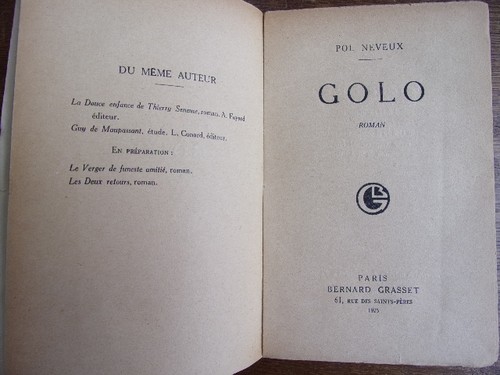 DU MÊME AUTEUR
La Douce enfance de Thierry Seneuse, roman. A. Fayard
éditeur.
Guy de Maupassant, étude. L. Conard, éditeur.
EN PRÉPARATION :
Le Verger de funeste amitié, roman.
Les Deux retours, roman.
POL NEVEUX
GOLO
ROMAN
BG
PARIS
BERNARD GRASSET
61, RUE DES SAINTS-PÈRES
1925